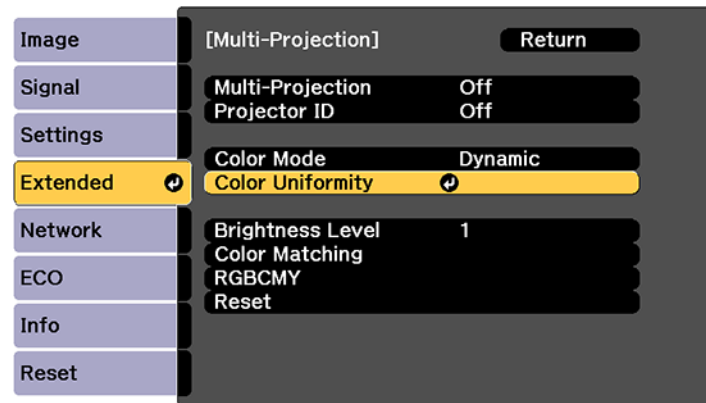 Image
Signal
Settings
Extended
Network
ECO
Info
Reset
[Multi-Projection] Return
Multi-Projection Off
Projector ID Off
Color Mode Dynamic
Color Uniformity
Brightness Level 1
Color Matching
RGBCMY
Reset